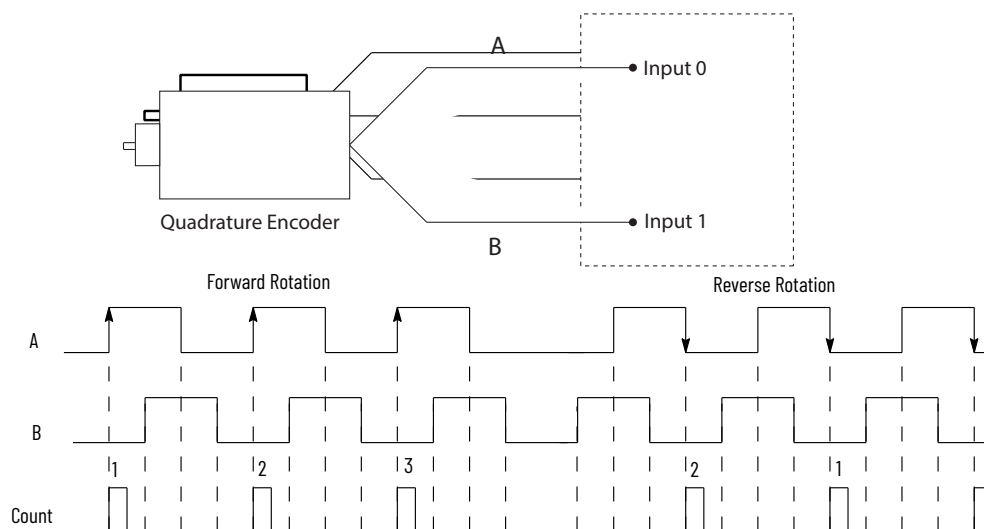 A
Input 0
Quadrature Encoder
Input 1
B
Forward Rotation
Reverse Rotation
A
B
1
2
3
2
1
Count